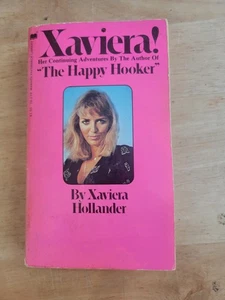 Xaviera!
Her Continuing Adventures By The Author Of
"The Happy Hooker"
By Xaviera
Hollander